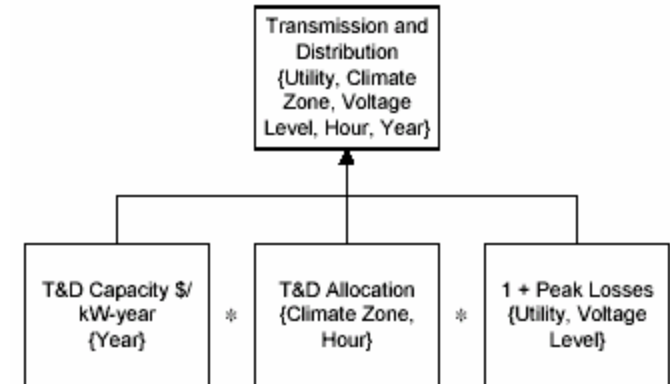 Transmission and
Distribution
{Utility, Climate
Zone, Voltage
Level, Hour, Year}
T&D Capacity $/
kW-year
{Year}
*
T&D Allocation
{Climate Zone,
Hour}
*
1 + Peak Losses
{Utility, Voltage
Level}